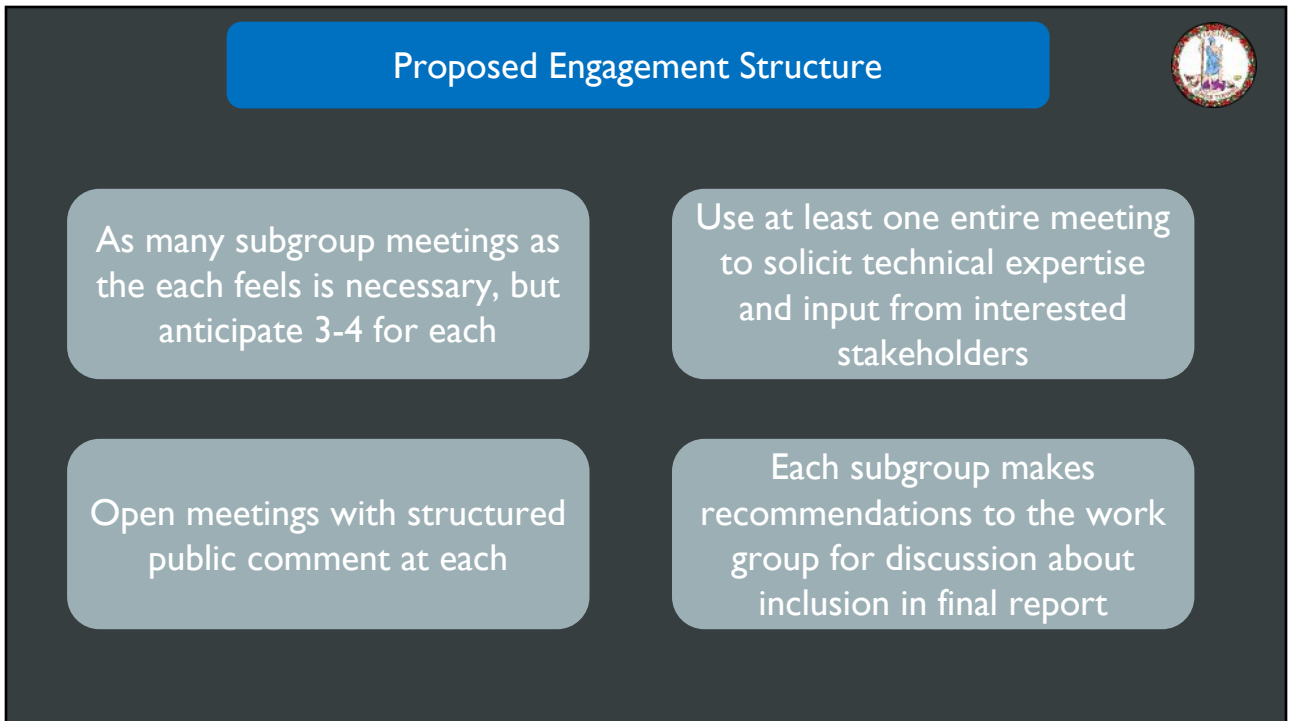 Proposed Engagement Structure
VIRGINIA
As many subgroup meetings as
the each feels is necessary, but
anticipate 3-4 for each
Use at least one entire meeting
to solicit technical expertise
and input from interested
stakeholders
Open meetings with structured
public comment at each
Each subgroup makes
recommendations to the work
group for discussion about
inclusion in final report